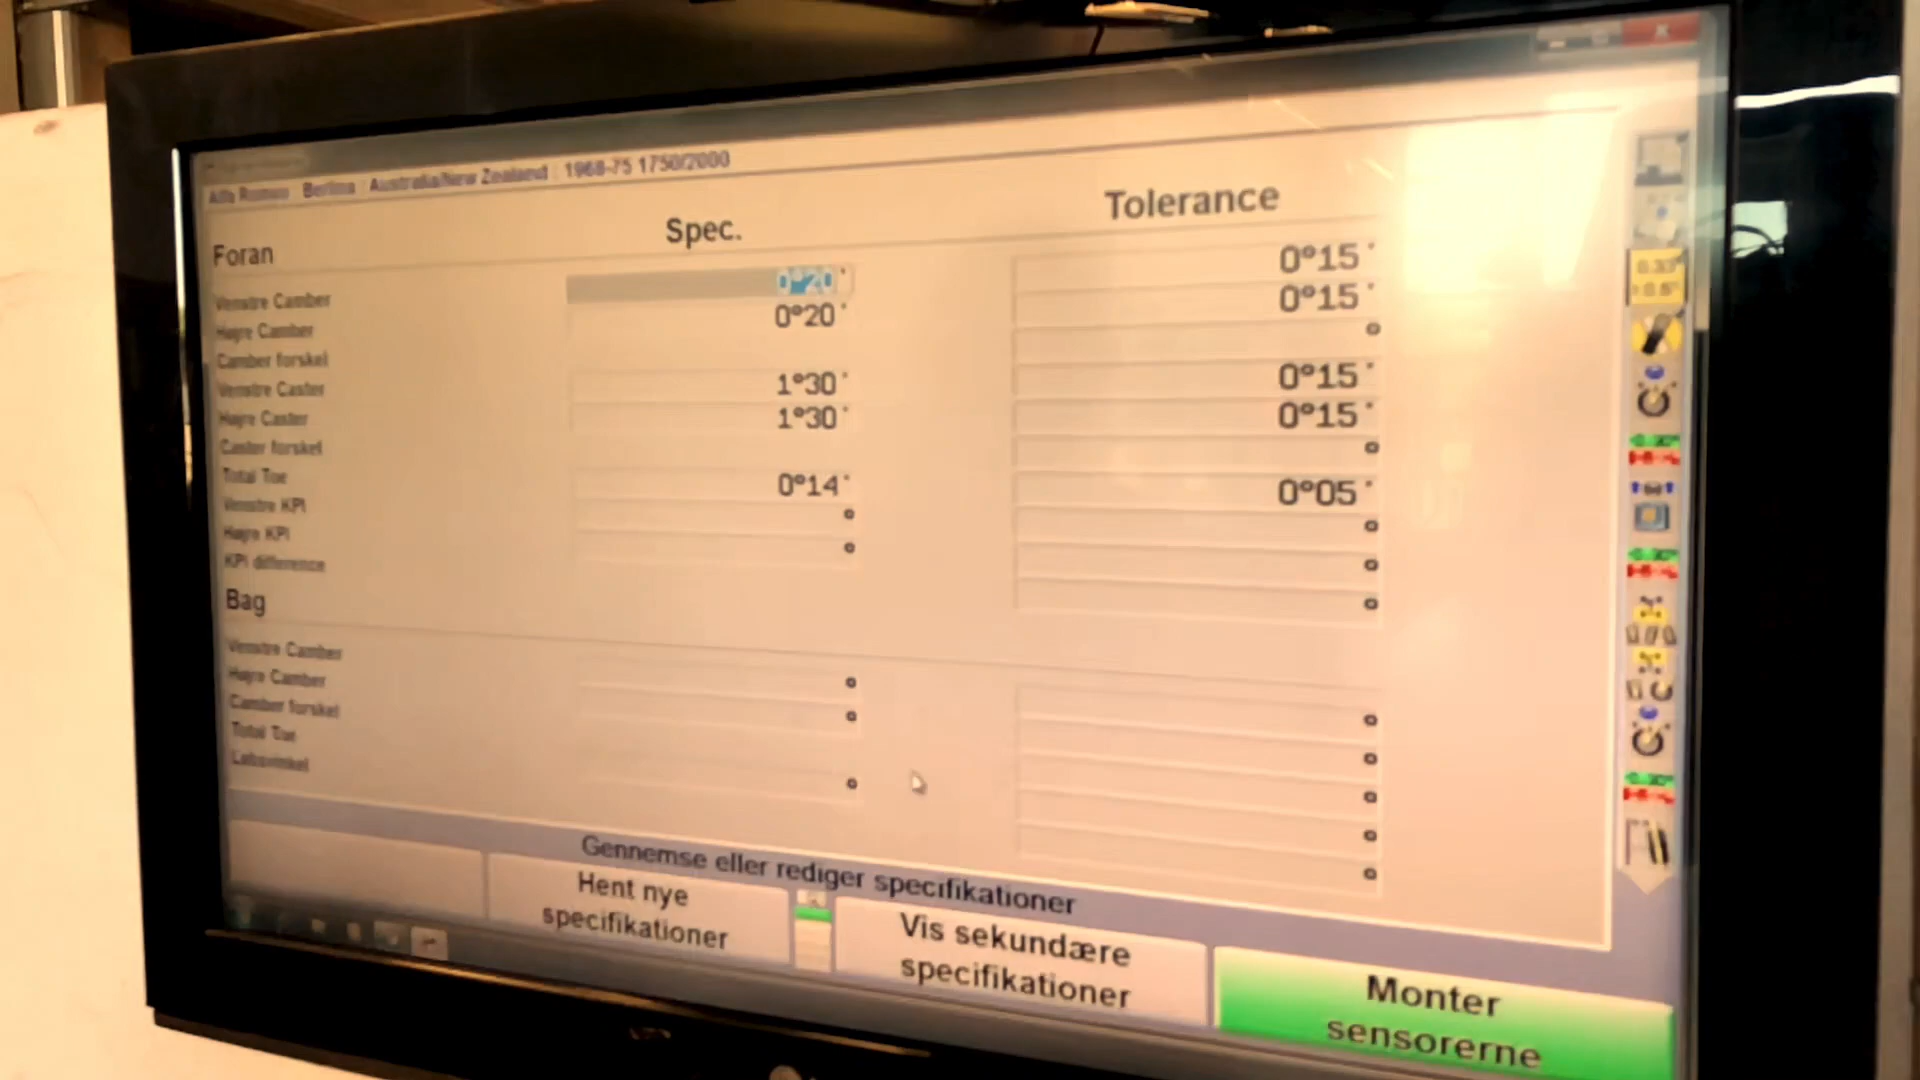 Alfa Romeo Berlina Australia/New Zealand 1968-75 1750/2000
Foran Spec. Tolerance
Venstre Camber 0°20' 0°15'
Højre Camber 0°20' 0°15'
Camber forskel °
Venstre Caster 1°30' 0°15'
Højre Caster 1°30' 0°15'
Caster forskel °
Total Toe 0°14' 0°05'
Venstre KPI ° °
Højre KPI ° °
KPI difference °
Bag
Venstre Camber ° °
Højre Camber ° °
Camber forskel °
Total Toe °
Løbsvinkel ° °
Gennemse eller rediger specifikationer
Hent nye
specifikationer
Vis sekundære
specifikationer
Monter
sensorerne